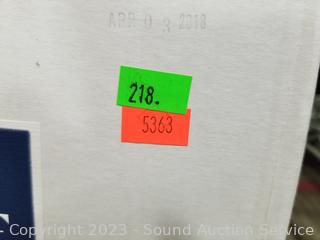 APR 0 3 2018
218.
5363
Copyright 2023 - Sound Auction Service